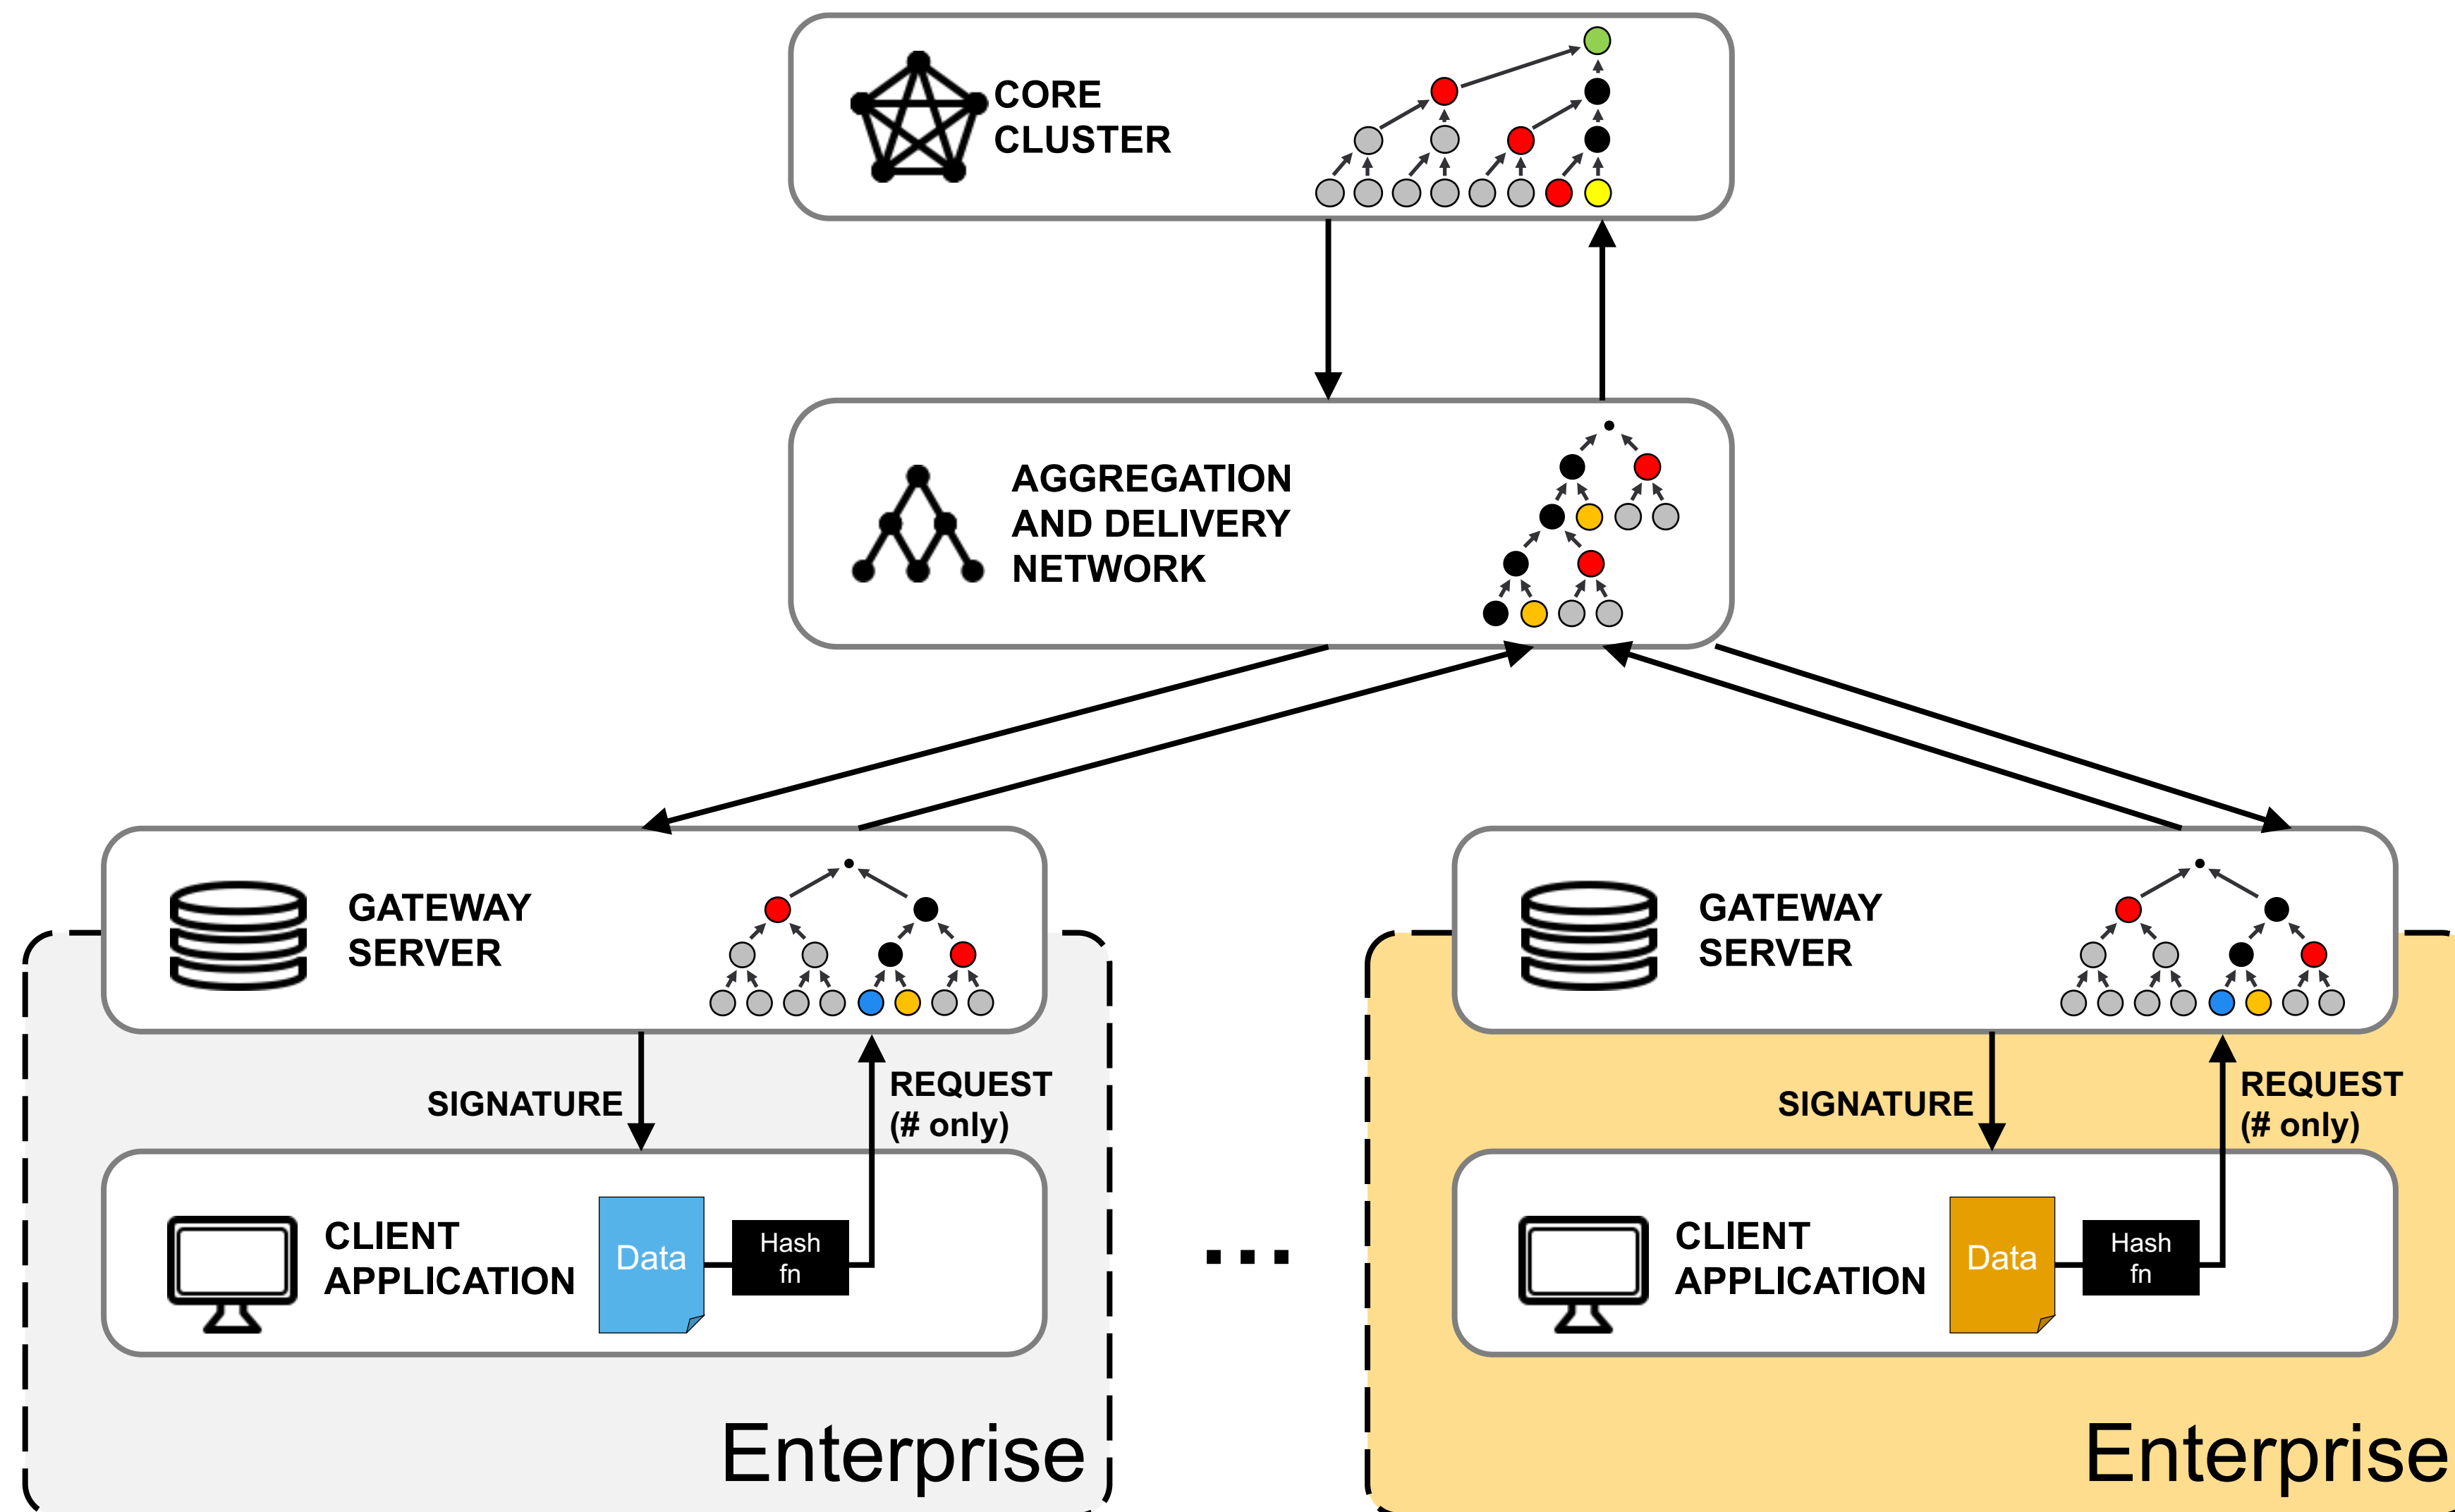 CORE
CLUSTER
AGGREGATION
AND DELIVERY
NETWORK
GATEWAY
SERVER
GATEWAY
SERVER
SIGNATURE
REQUEST
(# only)
SIGNATURE
REQUEST
(# only)
CLIENT
APPLICATION
Data
Hash
fn
...
CLIENT
APPLICATION
Data
Hash
fn
Enterprise
Enterprise